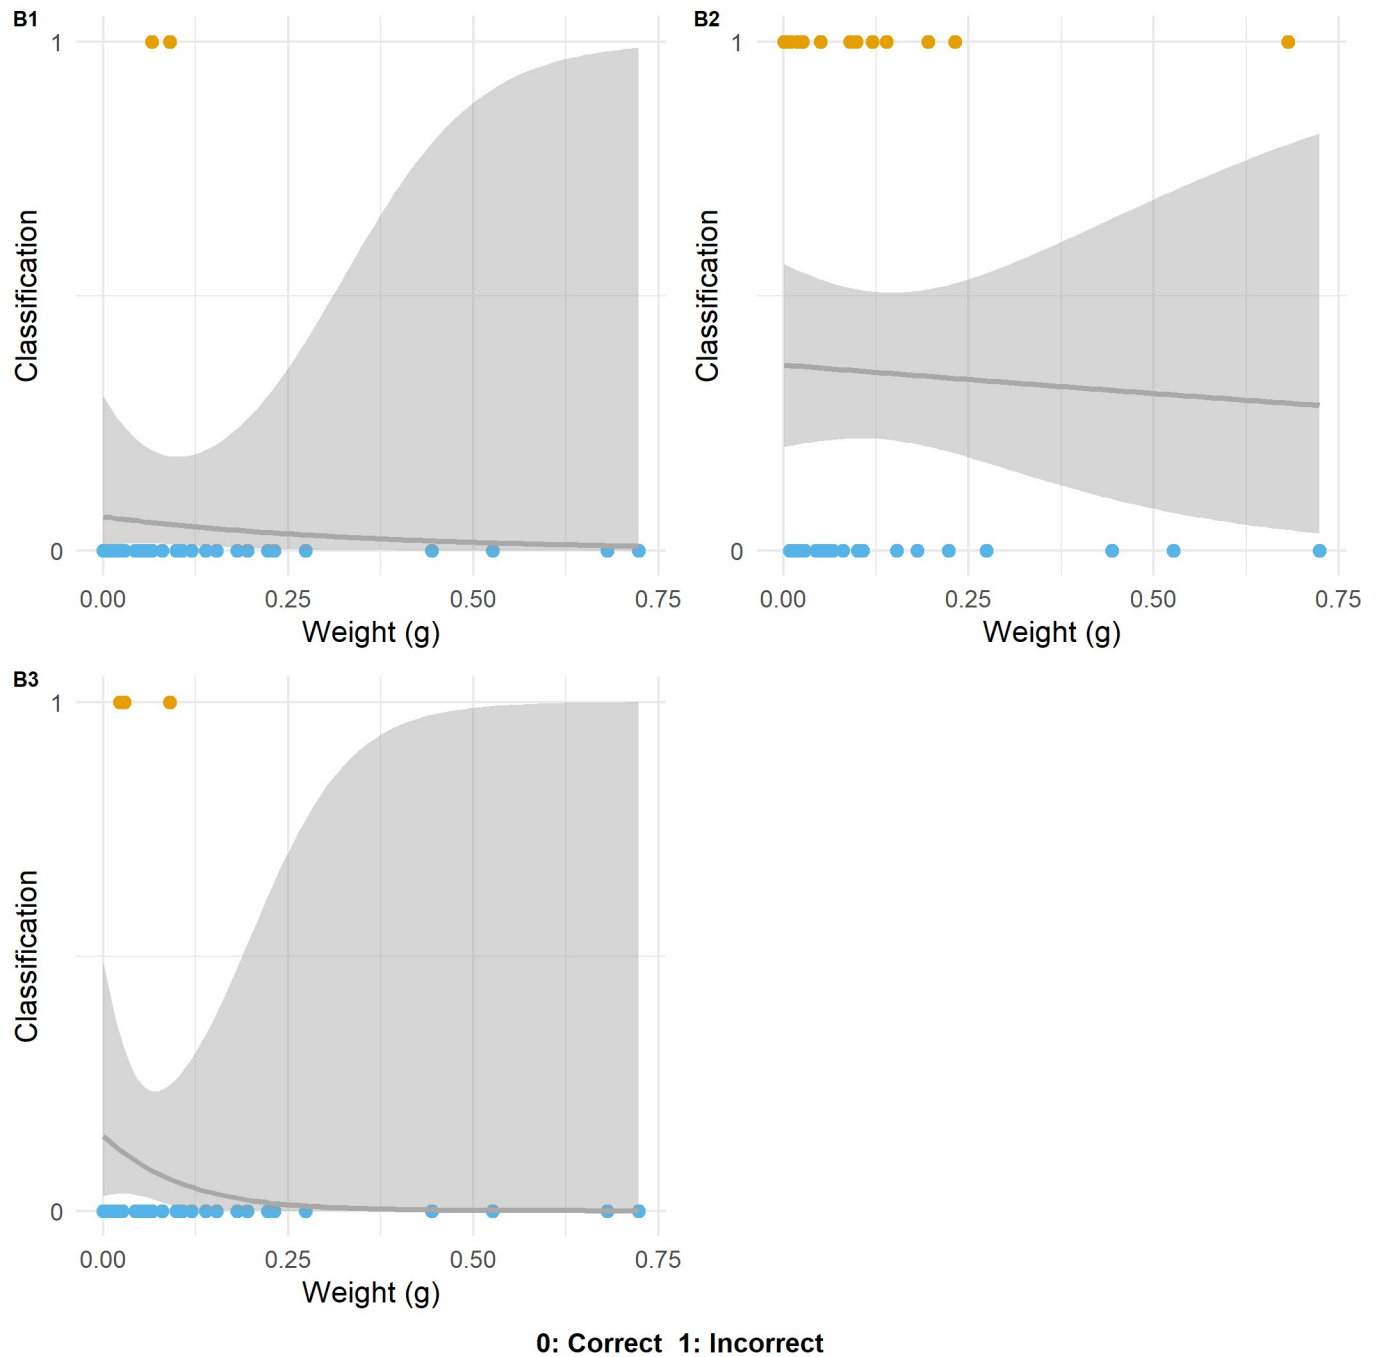 B1
1
0
Classification
0.00 0.25 0.50 0.75
Weight (g)
B2
1
0
Classification
0.00 0.25 0.50 0.75
Weight (g)
B3
1
0
Classification
0.00 0.25 0.50 0.75
Weight (g)
0: Correct 1: Incorrect